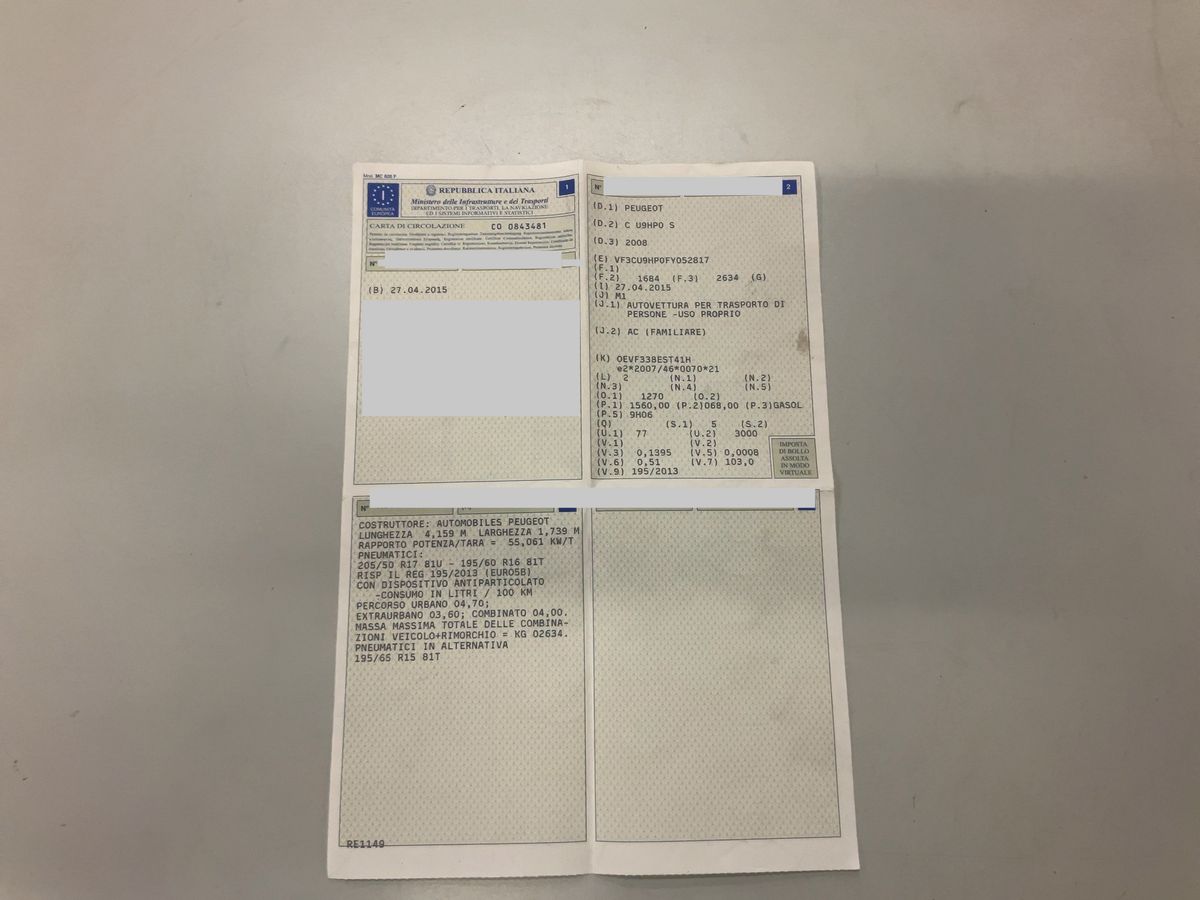 Mod. MC 820 F
COMUNITÀ
EUROPEA
REPUBBLICA ITALIANA
1
Ministero delle Infrastrutture e dei Trasporti
DIPARTIMENTO PER I TRASPORTI, LA NAVIGAZIONE
ED I SISTEMI INFORMATIVI E STATISTICI
CARTA DI CIRCOLAZIONE CO 0843481
N°
(B) 27.04.2015
N° 2
(D.1) PEUGEOT
(D.2) C U9HP0 S
(D.3) 2008
(E) VF3CU9HP0FY052817
(F.1)
(F.2) 1684 (F.3) 2634 (G)
(I) 27.04.2015
(J) M1
(J.1) AUTOVETTURA PER TRASPORTO DI
PERSONE -USO PROPRIO
(J.2) AC (FAMILIARE)
(K) OEVF338EST41H
e2*2007/46*0070*21
(L) 2 (N.1) (N.2)
(N.3) (N.4) (N.5)
(O.1) 1270 (O.2)
(P.1) 1560,00 (P.2)068,00 (P.3)GASOL
(P.5) 9H06
(Q) (S.1) 5 (S.2)
(U.1) 77 (U.2) 3000
(V.1) (V.2)
(V.3) 0,1395 (V.5) 0,0008
(V.6) 0,51 (V.7) 103,0
(V.9) 195/2013
IMPOSTA
DI BOLLO
ASSOLTA
IN MODO
VIRTUALE
N°
COSTRUTTORE: AUTOMOBILES PEUGEOT
LUNGHEZZA 4,159 M LARGHEZZA 1,739 M
RAPPORTO POTENZA/TARA = 55,061 KW/T
PNEUMATICI:
205/50 R17 81U - 195/60 R16 81T
RISP IL REG 195/2013 (EURO5B)
CON DISPOSITIVO ANTIPARTICOLATO
-CONSUMO IN LITRI / 100 KM
PERCORSO URBANO 04,70;
EXTRAURBANO 03,60; COMBINATO 04,00.
MASSA MASSIMA TOTALE DELLE COMBINA-
ZIONI VEICOLO+RIMORCHIO = KG 02634.
PNEUMATICI IN ALTERNATIVA
195/65 R15 81T
RE1149